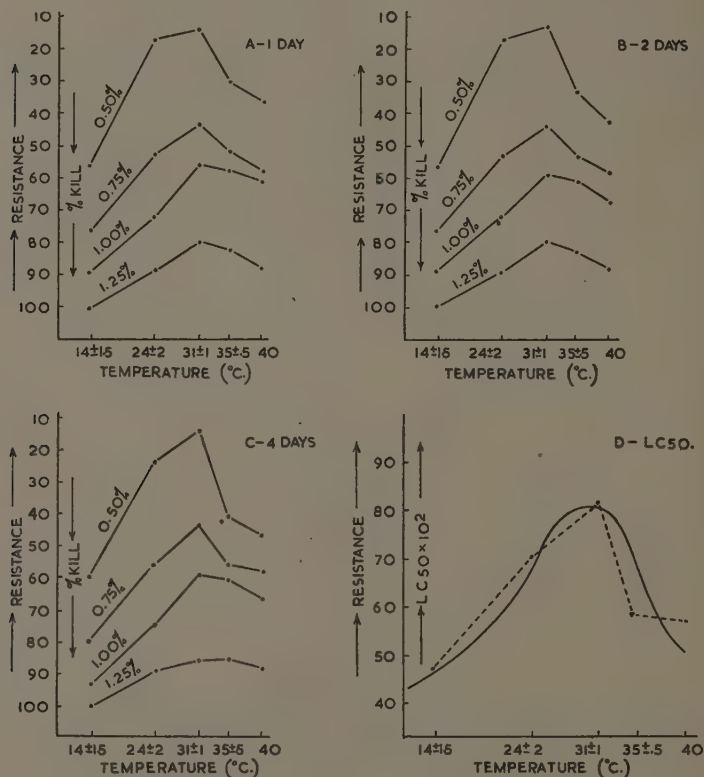 A-1 DAY
10
20
30
40
50
60
70
80
90
100
RESISTANCE
% KILL
0.50%
0.75%
1.00%
1.25%
14±1.5 24±2 31±1 35±.5 40
TEMPERATURE (°C.)
B-2 DAYS
10
20
30
40
50
60
70
80
90
100
RESISTANCE
% KILL
0.50%
0.75%
1.00%
1.25%
14±1.5 24±2 31±1 35±.5 40
TEMPERATURE (°C.)
C-4 DAYS
10
20
30
40
50
60
70
80
90
100
RESISTANCE
% KILL
0.50%
0.75%
1.00%
1.25%
14±1.5 24±2 31±1 35±.5 40
TEMPERATURE (°C.)
D-LC50.
90
80
70
60
50
40
RESISTANCE
LC50×10²
14±1.5 24±2 31±1 35±.5 40
TEMPERATURE (°C.)